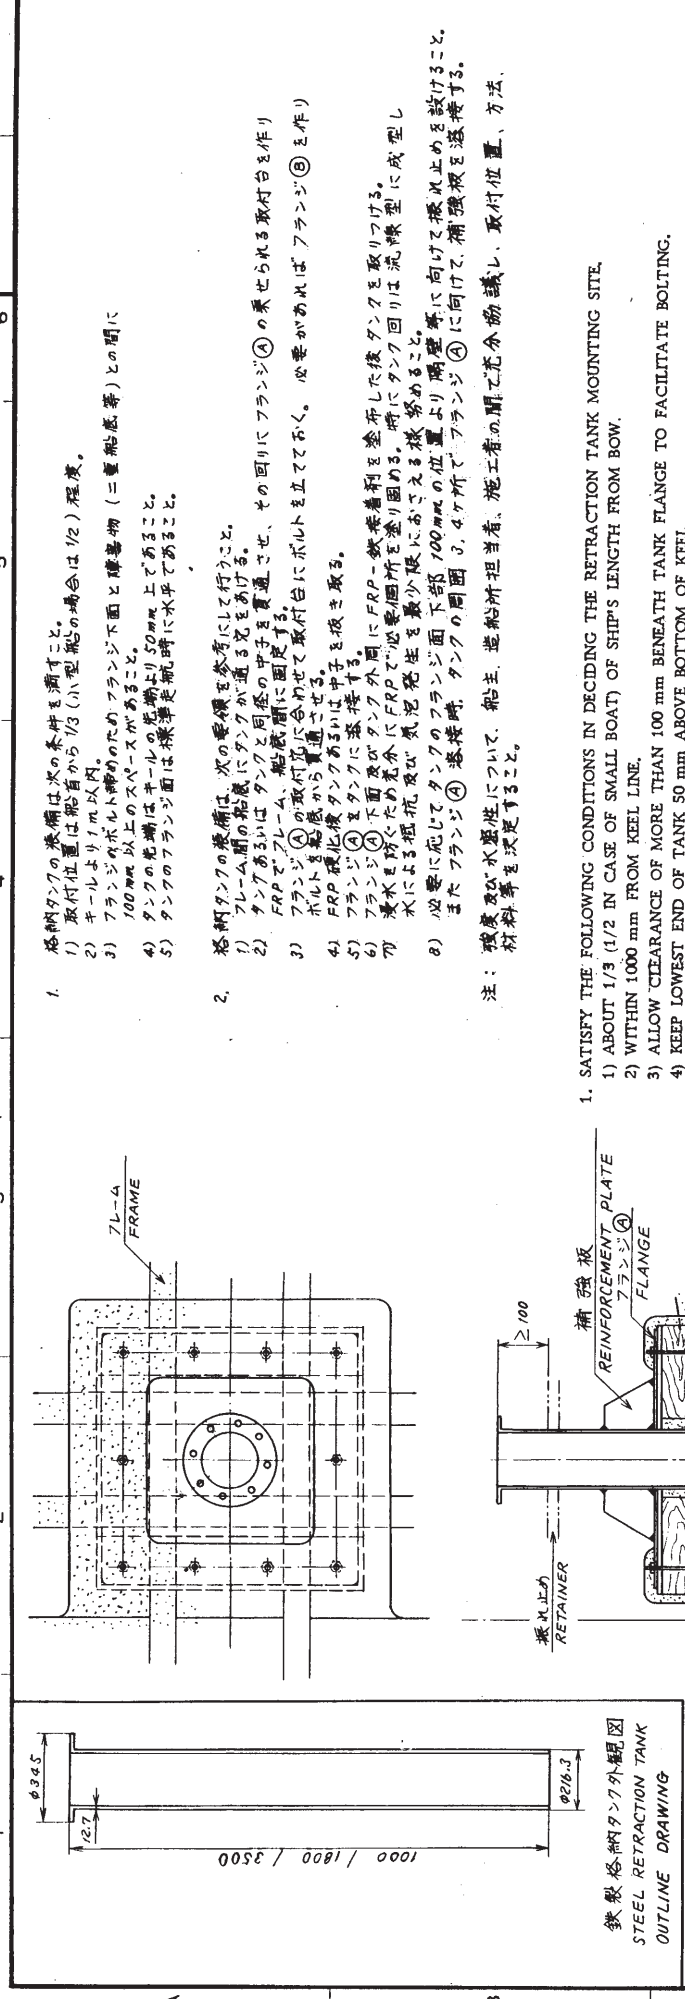 1. 格納タンクの装備は次の条件を満すこと。
1) 取付位置は船首から1/3(小型船の場合は1/2)程度。
2) キールより1m以内。
3) フランジのボルト締めのためフランジ下面と障害物(二重船底等)との間に
100mm以上のスペースがあること。
4) タンクの先端はキールの先端より50mm上であること。
5) タンクのフランジ面は標準走航時に水平であること。
2. 格納タンクの装備は、次の要領を参考にして行うこと。
1) フレーム間の船底にタンクが通る穴をあける。
2) タンクあるいはタンクと同径の中子を貫通させ、その回りにフランジⒶの乗せられる取付台を作り
FRPでフレーム、船底間に固定する。
3) フランジⒶの取付穴に合わせて取付台にボルトを立てておく。必要があればフランジⒷを作り
ボルトを船底から貫通させる。
4) FRP硬化後タンクあるいは中子を抜き取る。
5) フランジⒶをタンクに溶接する。
6) フランジⒶ下面及びタンク外周にFRP-鉄接着剤を塗布した後タンクを取りつける。
7) 浸水を防ぐため充分にFRPで必要個所を塗り固める。特にタンク回りは流線型に成型し
水による抵抗及び気泡発生を最少限におさえる様努めること。
8) 必要に応じてタンクのフランジ面下部100mmの位置より隔壁等に向けて振れ止めを設けること。
またフランジⒶ溶接時、タンクの周囲3、4ケ所でフランジⒶに向けて、補強板を溶接する。
注: 強度及び水密性について、船主、造船所担当者、施工者の間で充分協議し、取付位置、方法、
材料等を決定すること。
1. SATISFY THE FOLLOWING CONDITIONS IN DECIDING THE RETRACTION TANK MOUNTING SITE.
1) ABOUT 1/3 (1/2 IN CASE OF SMALL BOAT) OF SHIP'S LENGTH FROM BOW.
2) WITHIN 1000 mm FROM KEEL LINE.
3) ALLOW CLEARANCE OF MORE THAN 100 mm BENEATH TANK FLANGE TO FACILITATE BOLTING.
4) KEEP LOWEST END OF TANK 50 mm ABOVE BOTTOM OF KEEL
フレーム
FRAME
≥100
補強板
REINFORCEMENT PLATE
フランジⒶ
FLANGE
振れ止め
RETAINER
φ345
12.7
1000 / 1800 / 3500
φ216.3
鉄製格納タンク外観図
STEEL RETRACTION TANK
OUTLINE DRAWING